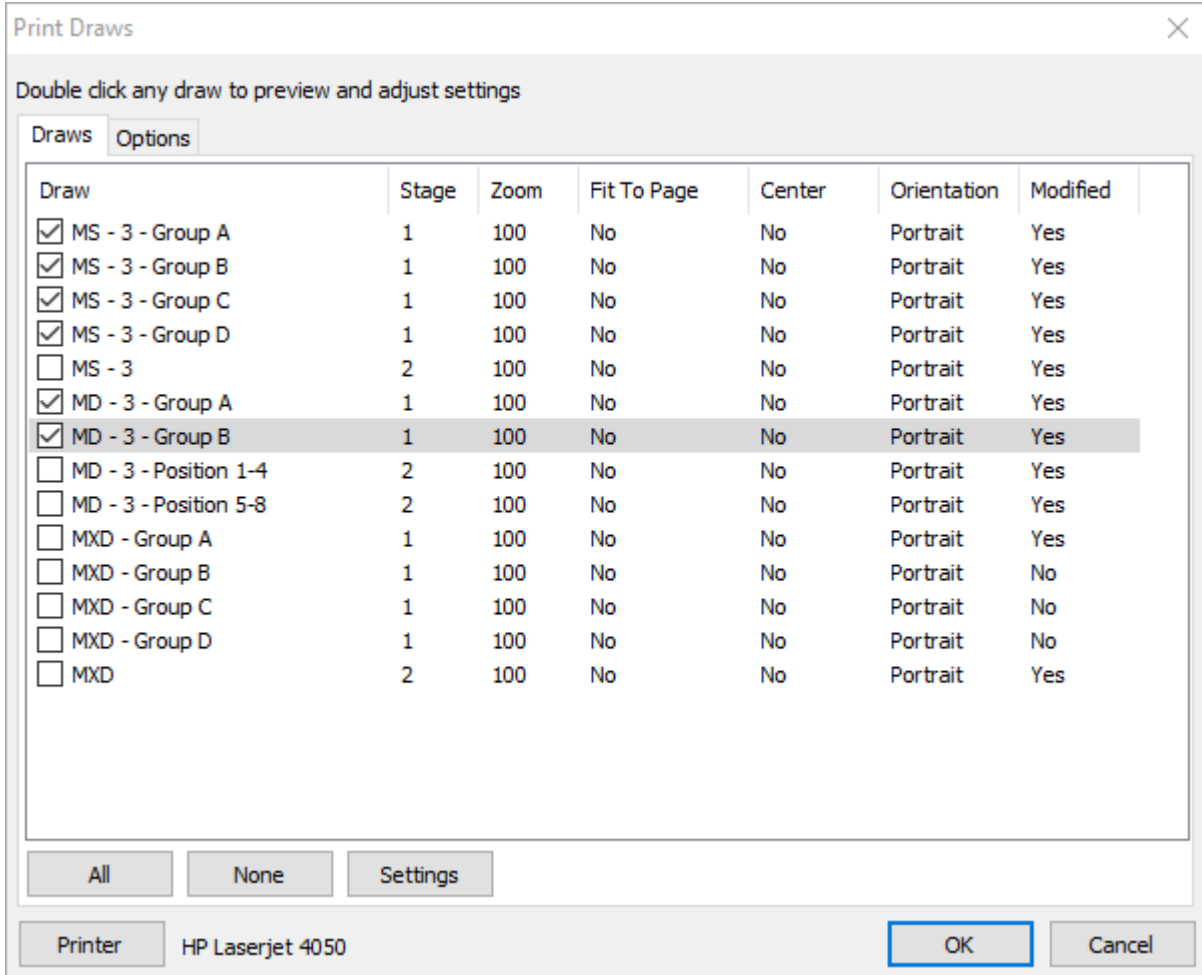 Print Draws
Double click any draw to preview and adjust settings
Draws Options
Draw Stage Zoom Fit To Page Center Orientation Modified
MS - 3 - Group A 1 100 No No Portrait Yes
MS - 3 - Group B 1 100 No No Portrait Yes
MS - 3 - Group C 1 100 No No Portrait Yes
MS - 3 - Group D 1 100 No No Portrait Yes
MS - 3 2 100 No No Portrait Yes
MD - 3 - Group A 1 100 No No Portrait Yes
MD - 3 - Group B 1 100 No No Portrait Yes
MD - 3 - Position 1-4 2 100 No No Portrait Yes
MD - 3 - Position 5-8 2 100 No No Portrait Yes
MXD - Group A 1 100 No No Portrait Yes
MXD - Group B 1 100 No No Portrait No
MXD - Group C 1 100 No No Portrait No
MXD - Group D 1 100 No No Portrait No
MXD 2 100 No No Portrait Yes
All None Settings
Printer HP Laserjet 4050 OK Cancel